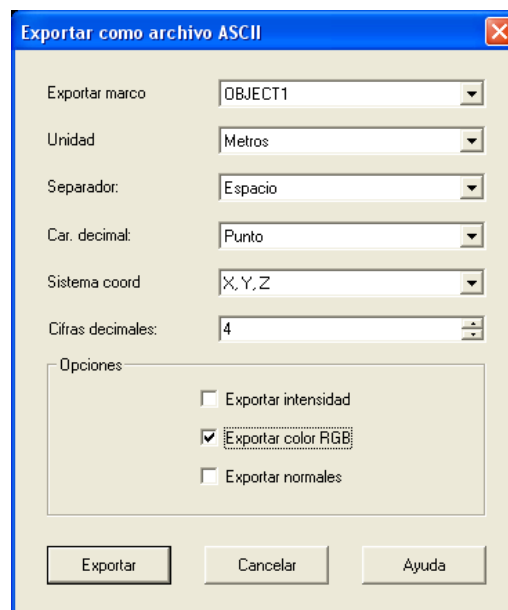 Exportar como archivo ASCII
Exportar marco OBJECT1
Unidad Metros
Separador: Espacio
Car. decimal: Punto
Sistema coord X, Y, Z
Cifras decimales: 4
Opciones
Exportar intensidad
Exportar color RGB
Exportar normales
Exportar Cancelar Ayuda